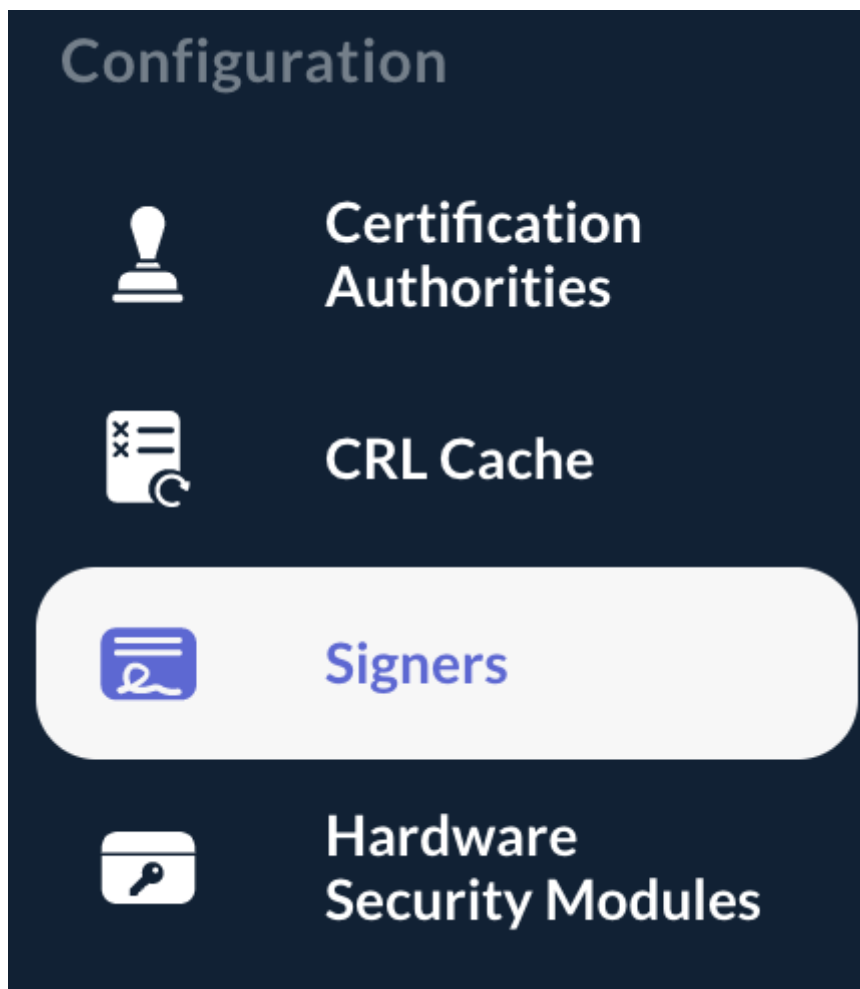 Configuration
Certification
Authorities
CRL Cache
Signers
Hardware
Security Modules